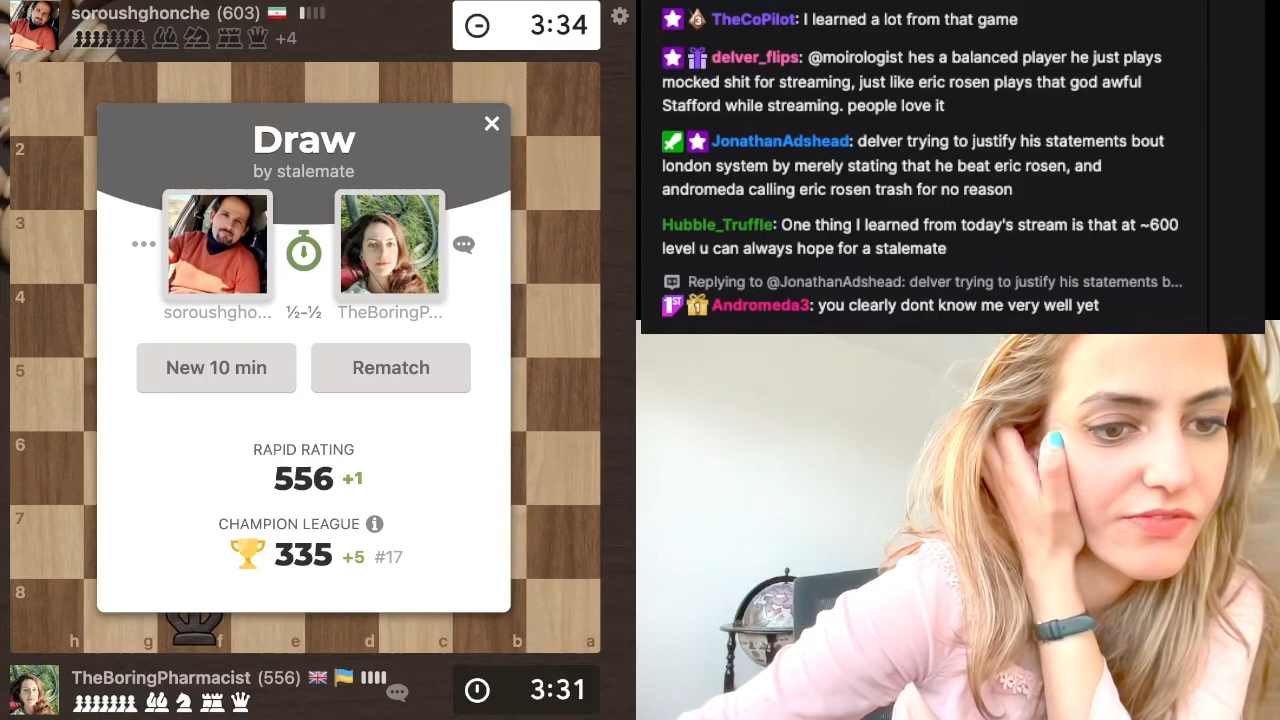 soroushghonche (603)
+4
3:34
TheCoPilot: I learned a lot from that game
delver_flips: @moirologist hes a balanced player he just plays
mocked shit for streaming, just like eric rosen plays that god awful
Stafford while streaming. people love it
JonathanAdshead: delver trying to justify his statements bout
london system by merely stating that he beat eric rosen, and
andromeda calling eric rosen trash for no reason
Hubble_Truffle: One thing I learned from today's stream is that at ~600
level u can always hope for a stalemate
Replying to @JonathanAdshead: delver trying to justify his statements b...
1ST 1 Andromeda3: you clearly dont know me very well yet
Draw
by stalemate
soroushgho... ½-½ TheBoringP...
New 10 min Rematch
RAPID RATING
556 +1
CHAMPION LEAGUE
335 +5 #17
1
2
3
4
5
6
7
8
h g f e d c b a
TheBoringPharmacist (556)
3:31